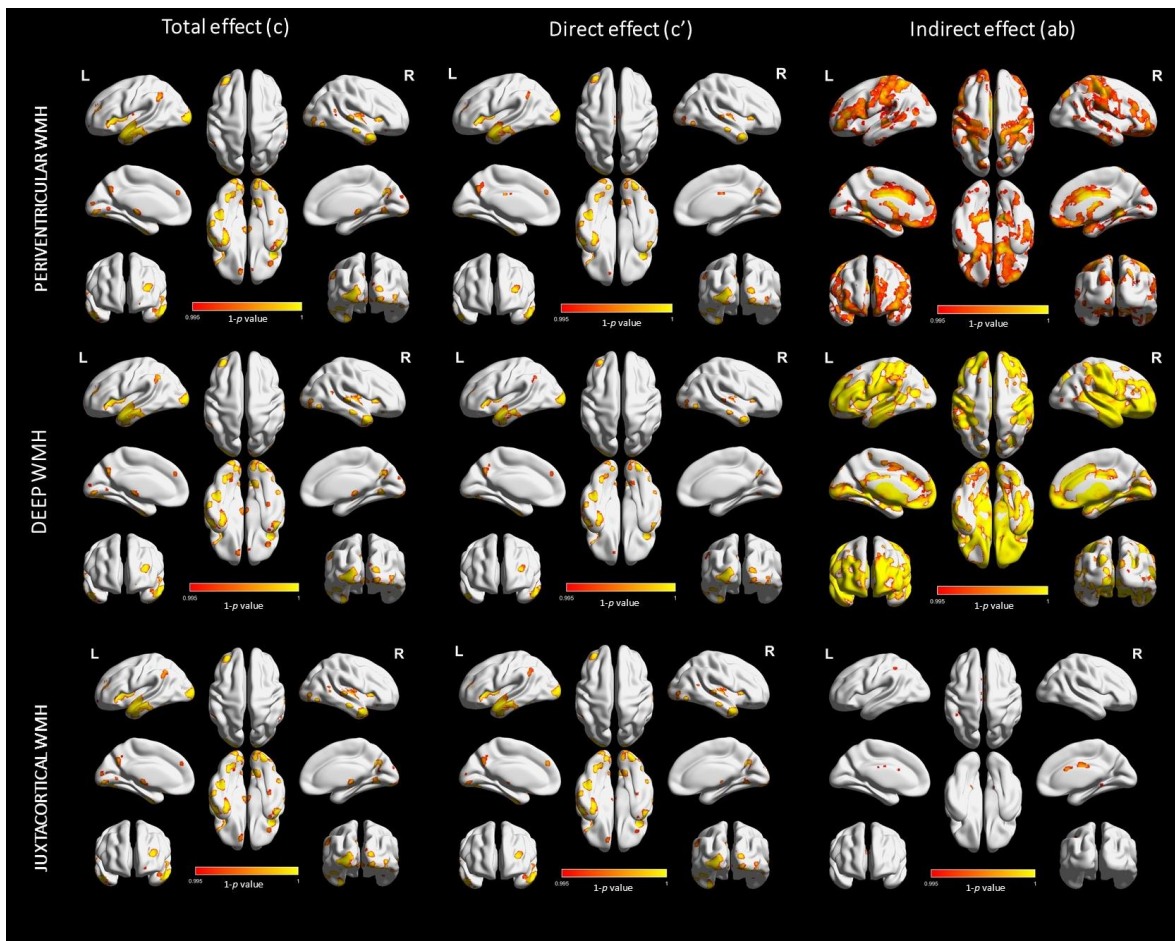 Total effect (c)
Direct effect (c')
Indirect effect (ab)
PERIVENTRICULAR WMH
L
R
L
R
0.995
1
1-p value
0.995
1
1-p value
0.995
1
1-p value
DEEP WMH
L
R
L
R
0.995
1
1-p value
0.995
1
1-p value
0.995
1
1-p value
JUXTACORTICAL WMH
L
R
L
R
0.995
1
1-p value
0.995
1
1-p value
0.995
1
1-p value